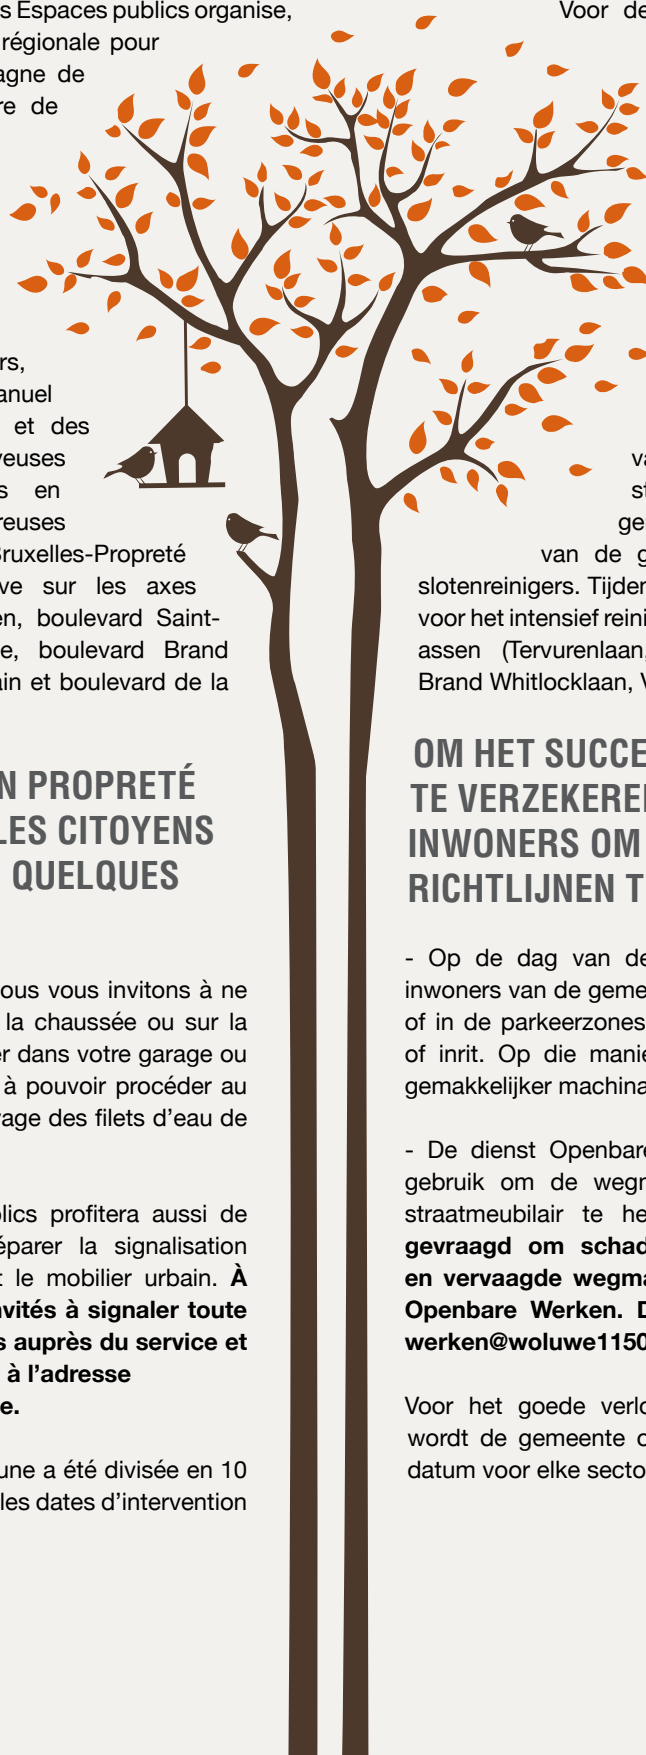 s Espaces publics organise,
régionale pour
agne de
re de
rs,
anuel
et des
yeuses
s en
reuses
Bruxelles-Propreté
ve sur les axes
en, boulevard Saint-
e, boulevard Brand
ain et boulevard de la
N PROPRETÉ
LES CITOYENS
QUELQUES
ous vous invitons à ne
la chaussée ou sur la
er dans votre garage ou
à pouvoir procéder au
yage des filets d'eau de
lics profitera aussi de
éparer la signalisation
t le mobilier urbain. À
nvités à signaler toute
s auprès du service et
à l'adresse
e.
une a été divisée en 10
les dates d'intervention
Voor de
va
st
ger
van de g
slotenreinigers. Tijden
voor het intensief reini
assen (Tervurenlaan,
Brand Whitlocklaan, V
OM HET SUCCE
TE VERZEKEREN
INWONERS OM
RICHTLIJNEN T
- Op de dag van de
inwoners van de geme
of in de parkeerzones
of inrit. Op die manie
gemakkelijker machina
- De dienst Openbare
gebruik om de wegm
straatmeubilair te he
gevraagd om schad
en vervaagde wegma
Openbare Werken. D
werken@woluwe1150
Voor het goede verlo
wordt de gemeente o
datum voor elke secto